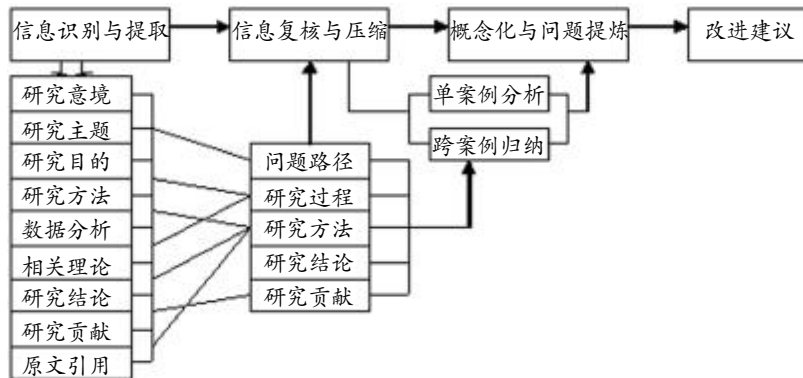 信息识别与提取
信息复核与压缩
概念化与问题提炼
改进建议
研究意境
研究主题
研究目的
研究方法
数据分析
相关理论
研究结论
研究贡献
原文引用
问题路径
研究过程
研究方法
研究结论
研究贡献
单案例分析
跨案例归纳